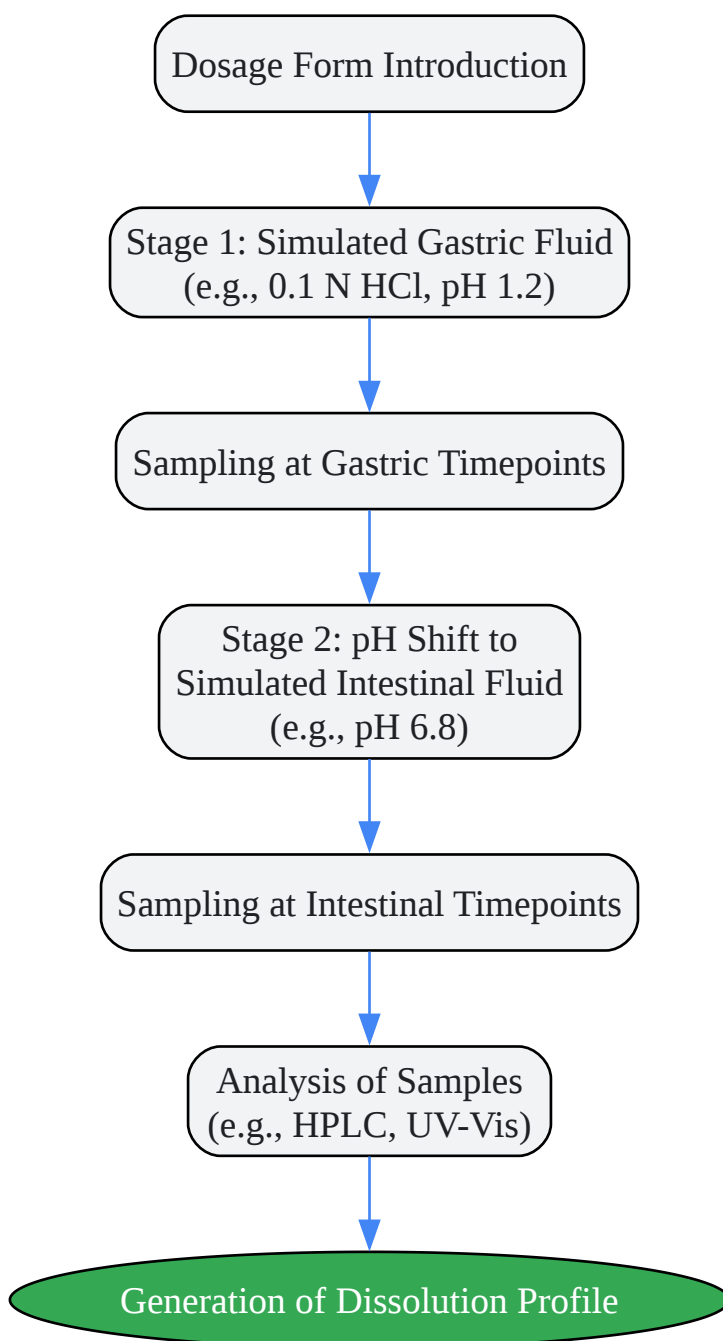 Dosage Form Introduction
Stage 1: Simulated Gastric Fluid
(e.g., 0.1 N HCl, pH 1.2)
Sampling at Gastric Timepoints
Stage 2: pH Shift to
Simulated Intestinal Fluid
(e.g., pH 6.8)
Sampling at Intestinal Timepoints
Analysis of Samples
(e.g., HPLC, UV-Vis)
Generation of Dissolution Profile